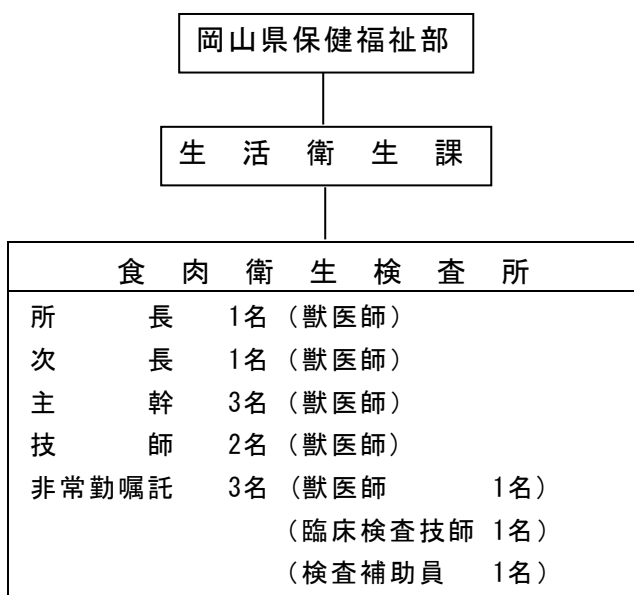 岡山県保健福祉部
生活衛生課
食肉衛生検査所
所長 1名 (獣医師)
次長 1名 (獣医師)
主幹 3名 (獣医師)
技師 2名 (獣医師)
非常勤嘱託 3名 (獣医師 1名)
(臨床検査技師 1名)
(検査補助員 1名)